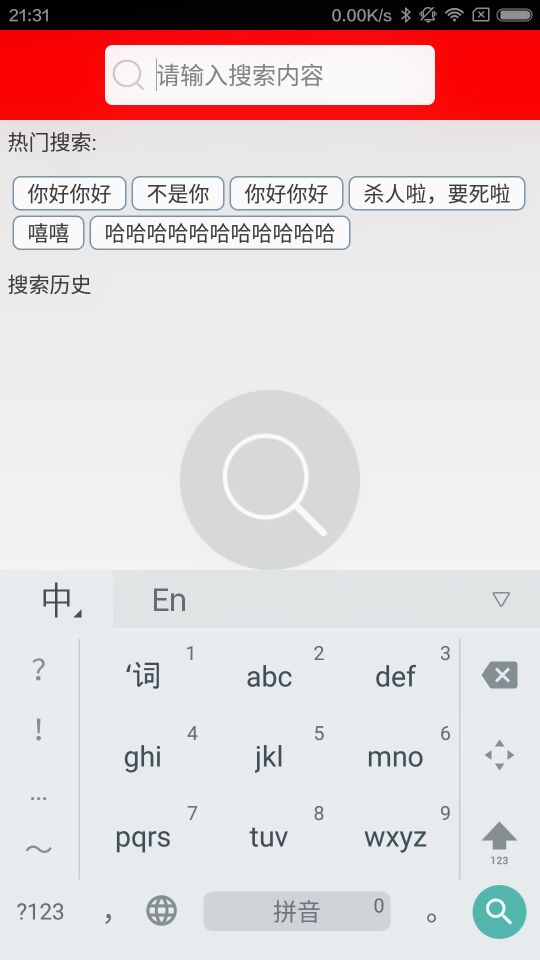 21:31 0.00K/s
请输入搜索内容
热门搜索:
你好你好 不是你 你好你好 杀人啦，要死啦
嘻嘻 哈哈哈哈哈哈哈哈哈哈哈
搜索历史
中 En
？ ‘词 1 abc 2 def 3
！ ghi 4 jkl 5 mno 6
… pqrs 7 tuv 8 wxyz 9
～ 123
?123 ， 拼音 0 。